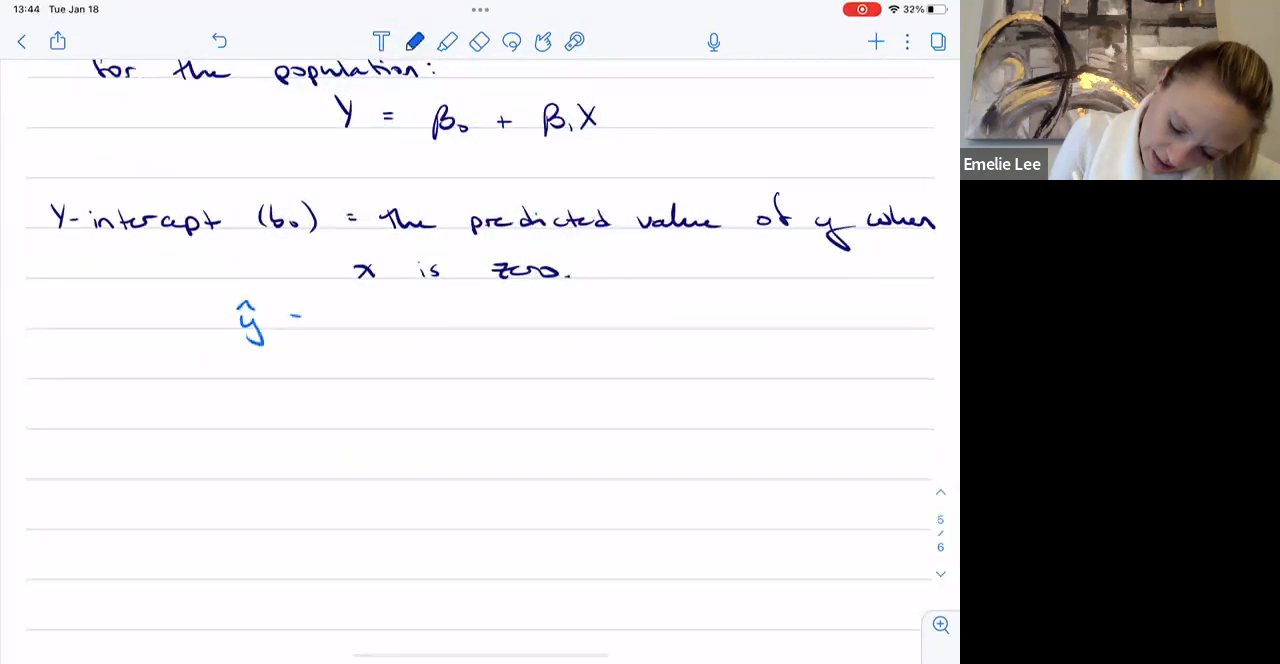 13:44 Tue Jan 18
32%
for the population:
Y = β₀ + β₁X
Y-intercept (b₀) = the predicted value of y when
x is zero.
ŷ =
5
/
6
Emelie Lee